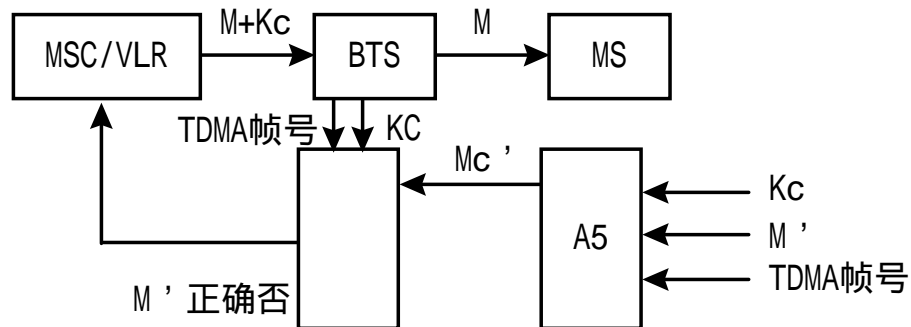 M+Kc
M
MSC/VLR
BTS
MS
TDMA帧号
KC
Mc'
Kc
A5
M'
TDMA帧号
M'正确否